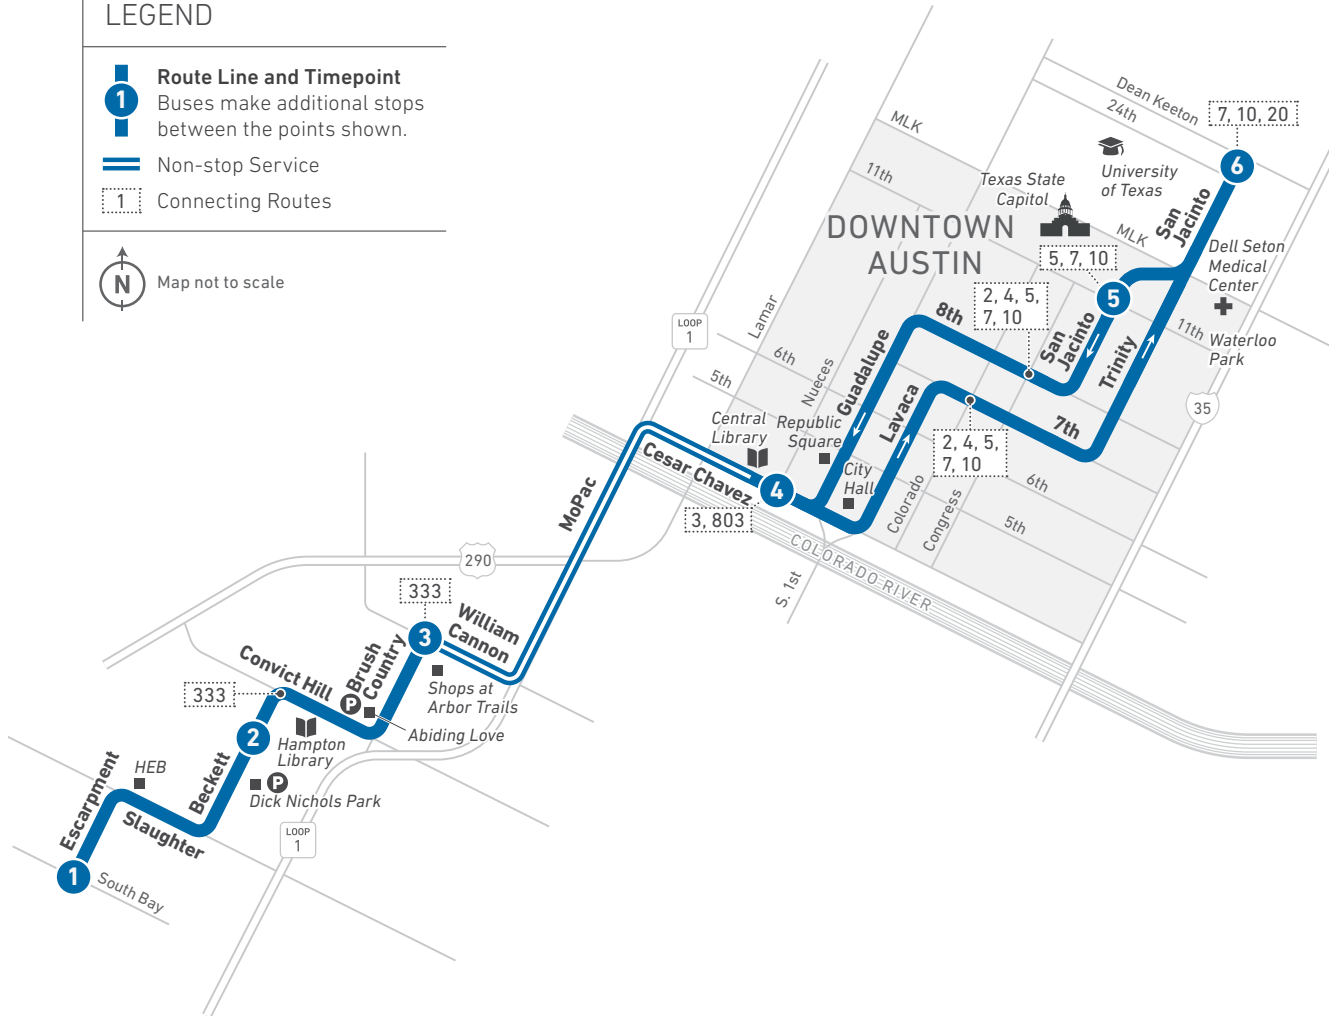 LEGEND
1
Route Line and Timepoint
Buses make additional stops
between the points shown.
Non-stop Service
1
Connecting Routes
N
Map not to scale
Dean Keeton
24th
7, 10, 20
6
MLK
11th
University
of Texas
Texas State
Capitol
San
Jacinto
DOWNTOWN
AUSTIN
MLK
Dell Seton
Medical
Center
5, 7, 10
5
2, 4, 5,
7, 10
8th
San
Jacinto
11th
Waterloo
Park
Trinity
Lamar
LOOP
1
6th
5th
Nueces
Guadalupe
Lavaca
35
Central
Library
Republic
Square
7th
2, 4, 5,
7, 10
City
Hall
Cesar Chavez
4
3, 803
Colorado
Congress
6th
5th
COLORADO RIVER
S. 1st
MoPac
290
333
3
William
Cannon
Brush
Country
P
Convict Hill
333
Shops at
Arbor Trails
Abiding Love
2
Hampton
Library
Beckett
HEB
P
Dick Nichols Park
Escarpment
Slaughter
LOOP
1
1
South Bay